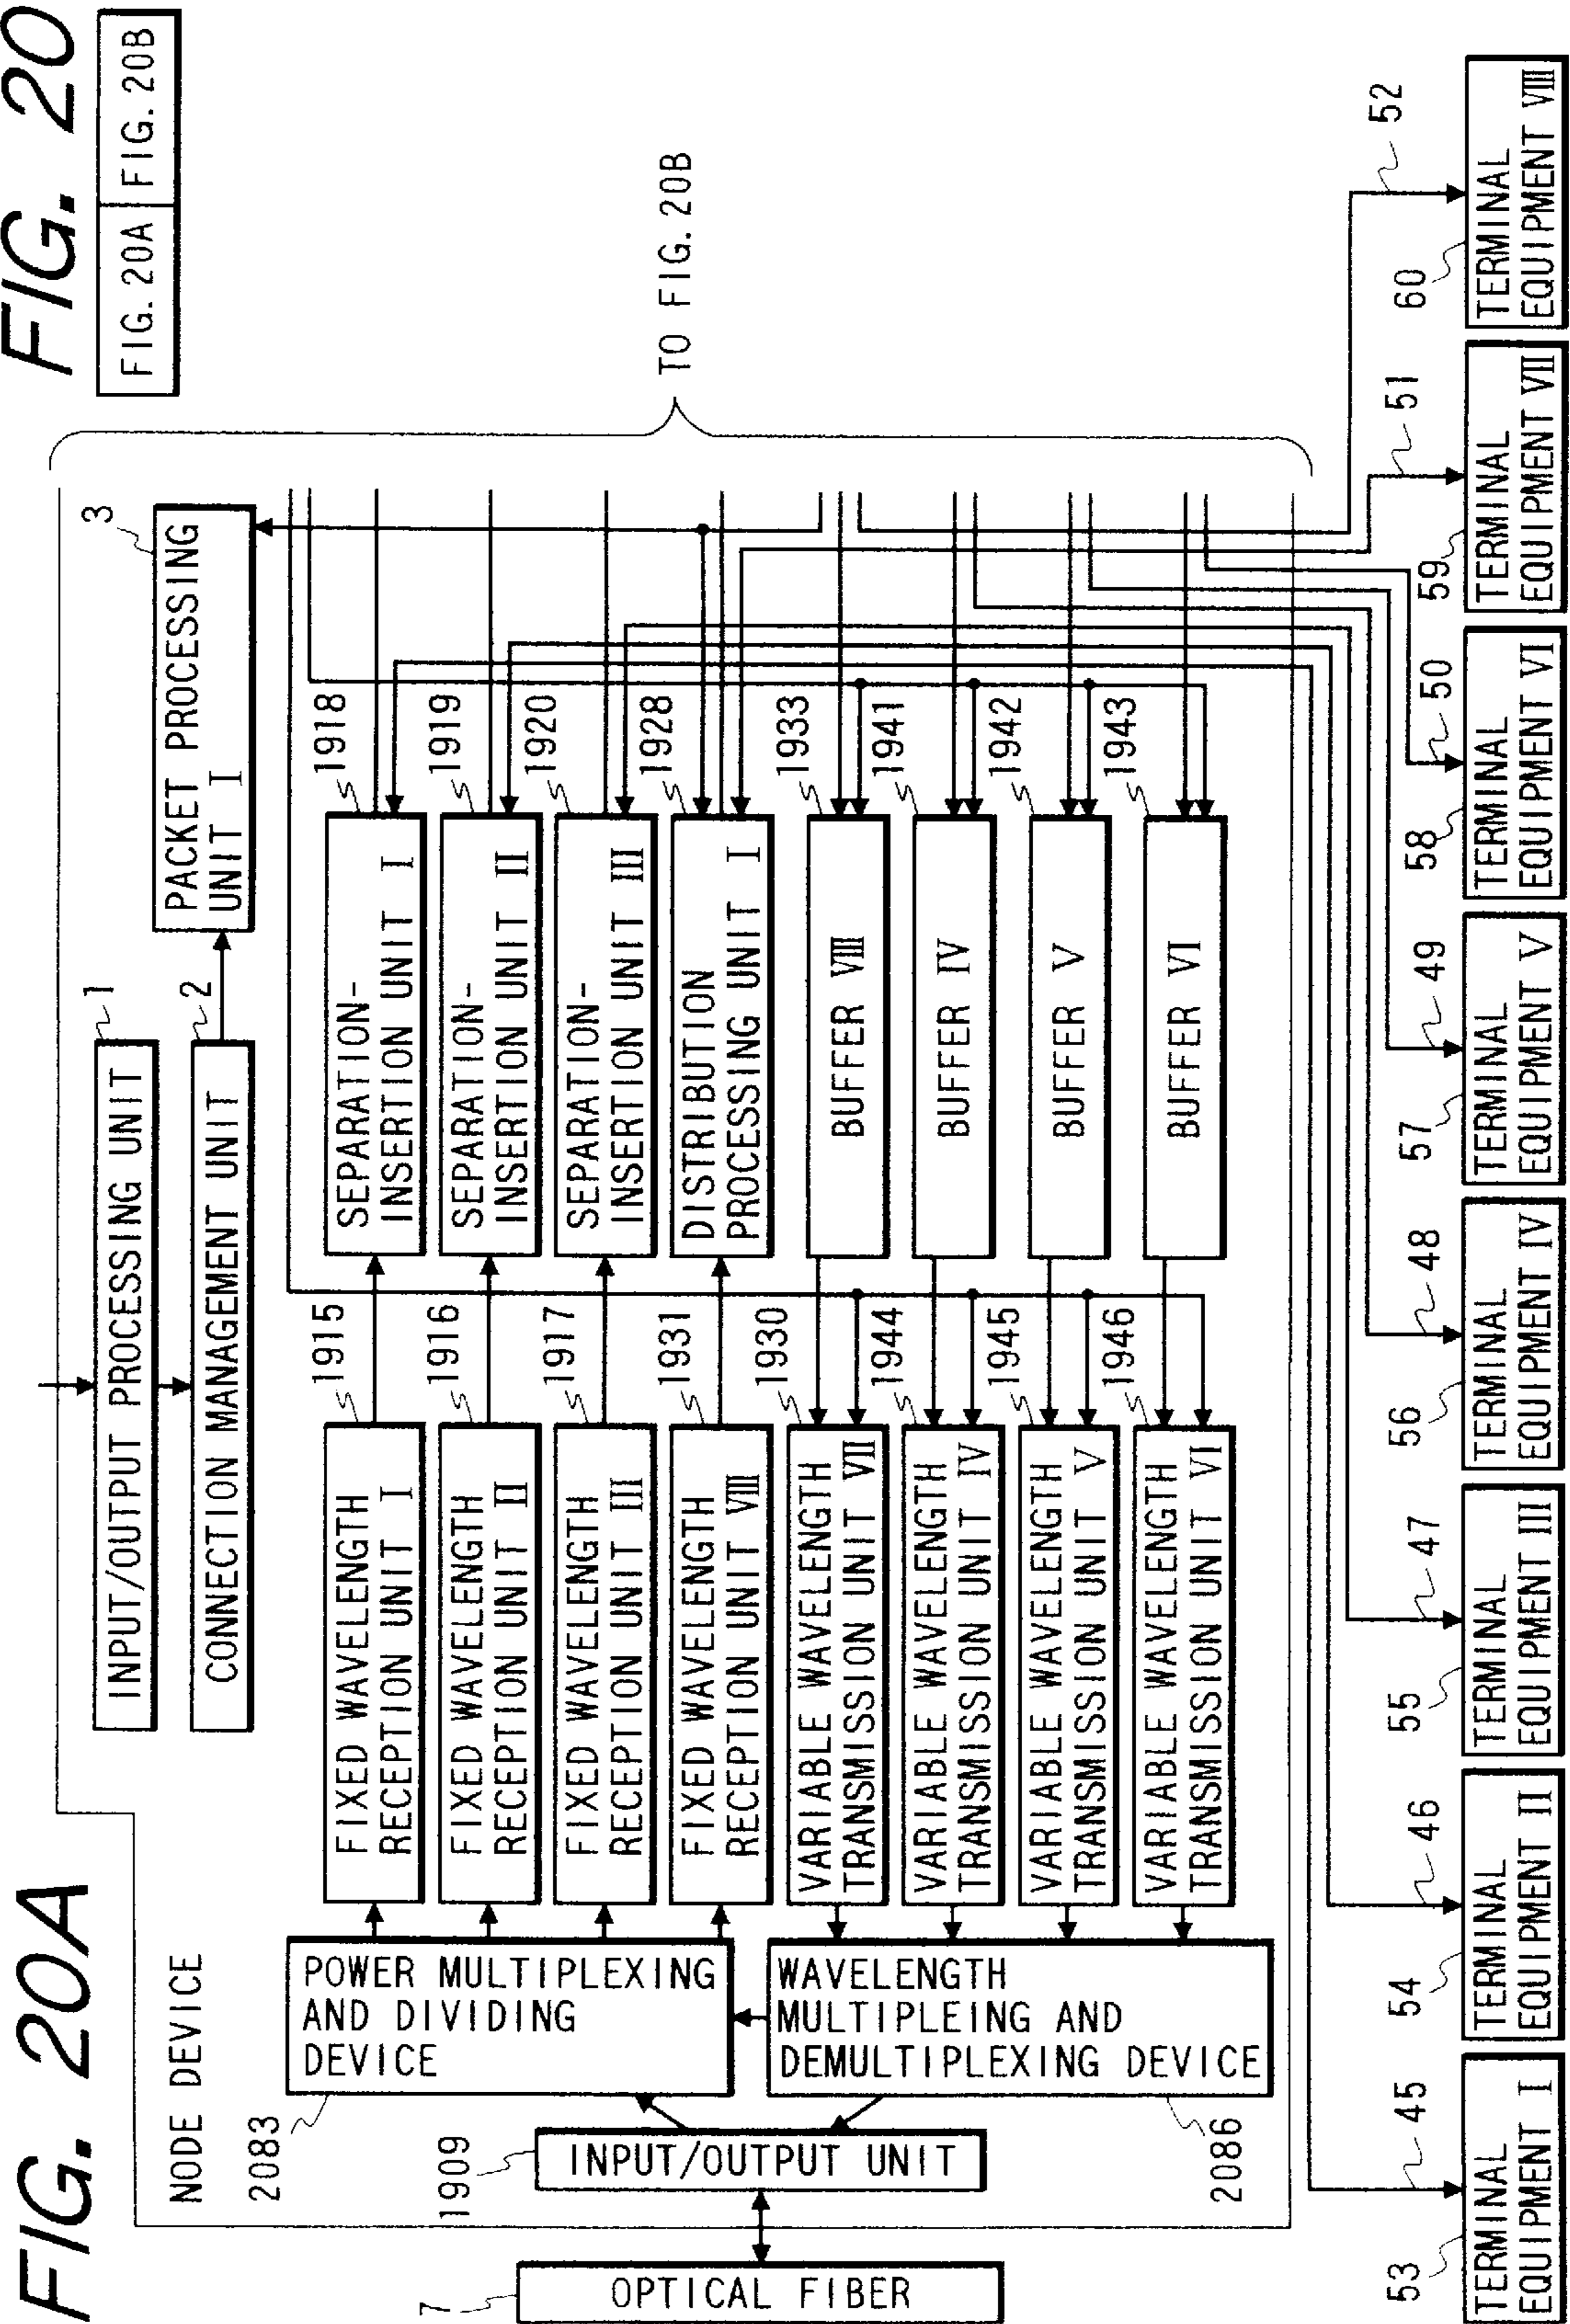 FIG. 20A
FIG. 20
FIG. 20A
FIG. 20B
NODE DEVICE
1
INPUT/OUTPUT PROCESSING UNIT
2
CONNECTION MANAGEMENT UNIT
3
PACKET PROCESSING
UNIT I
TO FIG. 20B
7
OPTICAL FIBER
1909
INPUT/OUTPUT UNIT
2083
POWER MULTIPLEXING
AND DIVIDING
DEVICE
2086
WAVELENGTH
MULTIPLEING AND
DEMULTIPLEXING DEVICE
1915
FIXED WAVELENGTH
RECEPTION UNIT I
1916
FIXED WAVELENGTH
RECEPTION UNIT II
1917
FIXED WAVELENGTH
RECEPTION UNIT III
1931
FIXED WAVELENGTH
RECEPTION UNIT VIII
1930
VARIABLE WAVELENGTH
TRANSMISSION UNIT VII
1944
VARIABLE WAVELENGTH
TRANSMISSION UNIT IV
1945
VARIABLE WAVELENGTH
TRANSMISSION UNIT V
1946
VARIABLE WAVELENGTH
TRANSMISSION UNIT VI
1918
SEPARATION-
INSERTION UNIT I
1919
SEPARATION-
INSERTION UNIT II
1920
SEPARATION-
INSERTION UNIT III
1928
DISTRIBUTION
PROCESSING UNIT I
1933
BUFFER VIII
1941
BUFFER IV
1942
BUFFER V
1943
BUFFER VI
45
53
TERMINAL
EQUIPMENT I
46
54
TERMINAL
EQUIPMENT II
47
55
TERMINAL
EQUIPMENT III
48
56
TERMINAL
EQUIPMENT IV
49
57
TERMINAL
EQUIPMENT V
50
58
TERMINAL
EQUIPMENT VI
51
59
TERMINAL
EQUIPMENT VII
52
60
TERMINAL
EQUIPMENT VIII